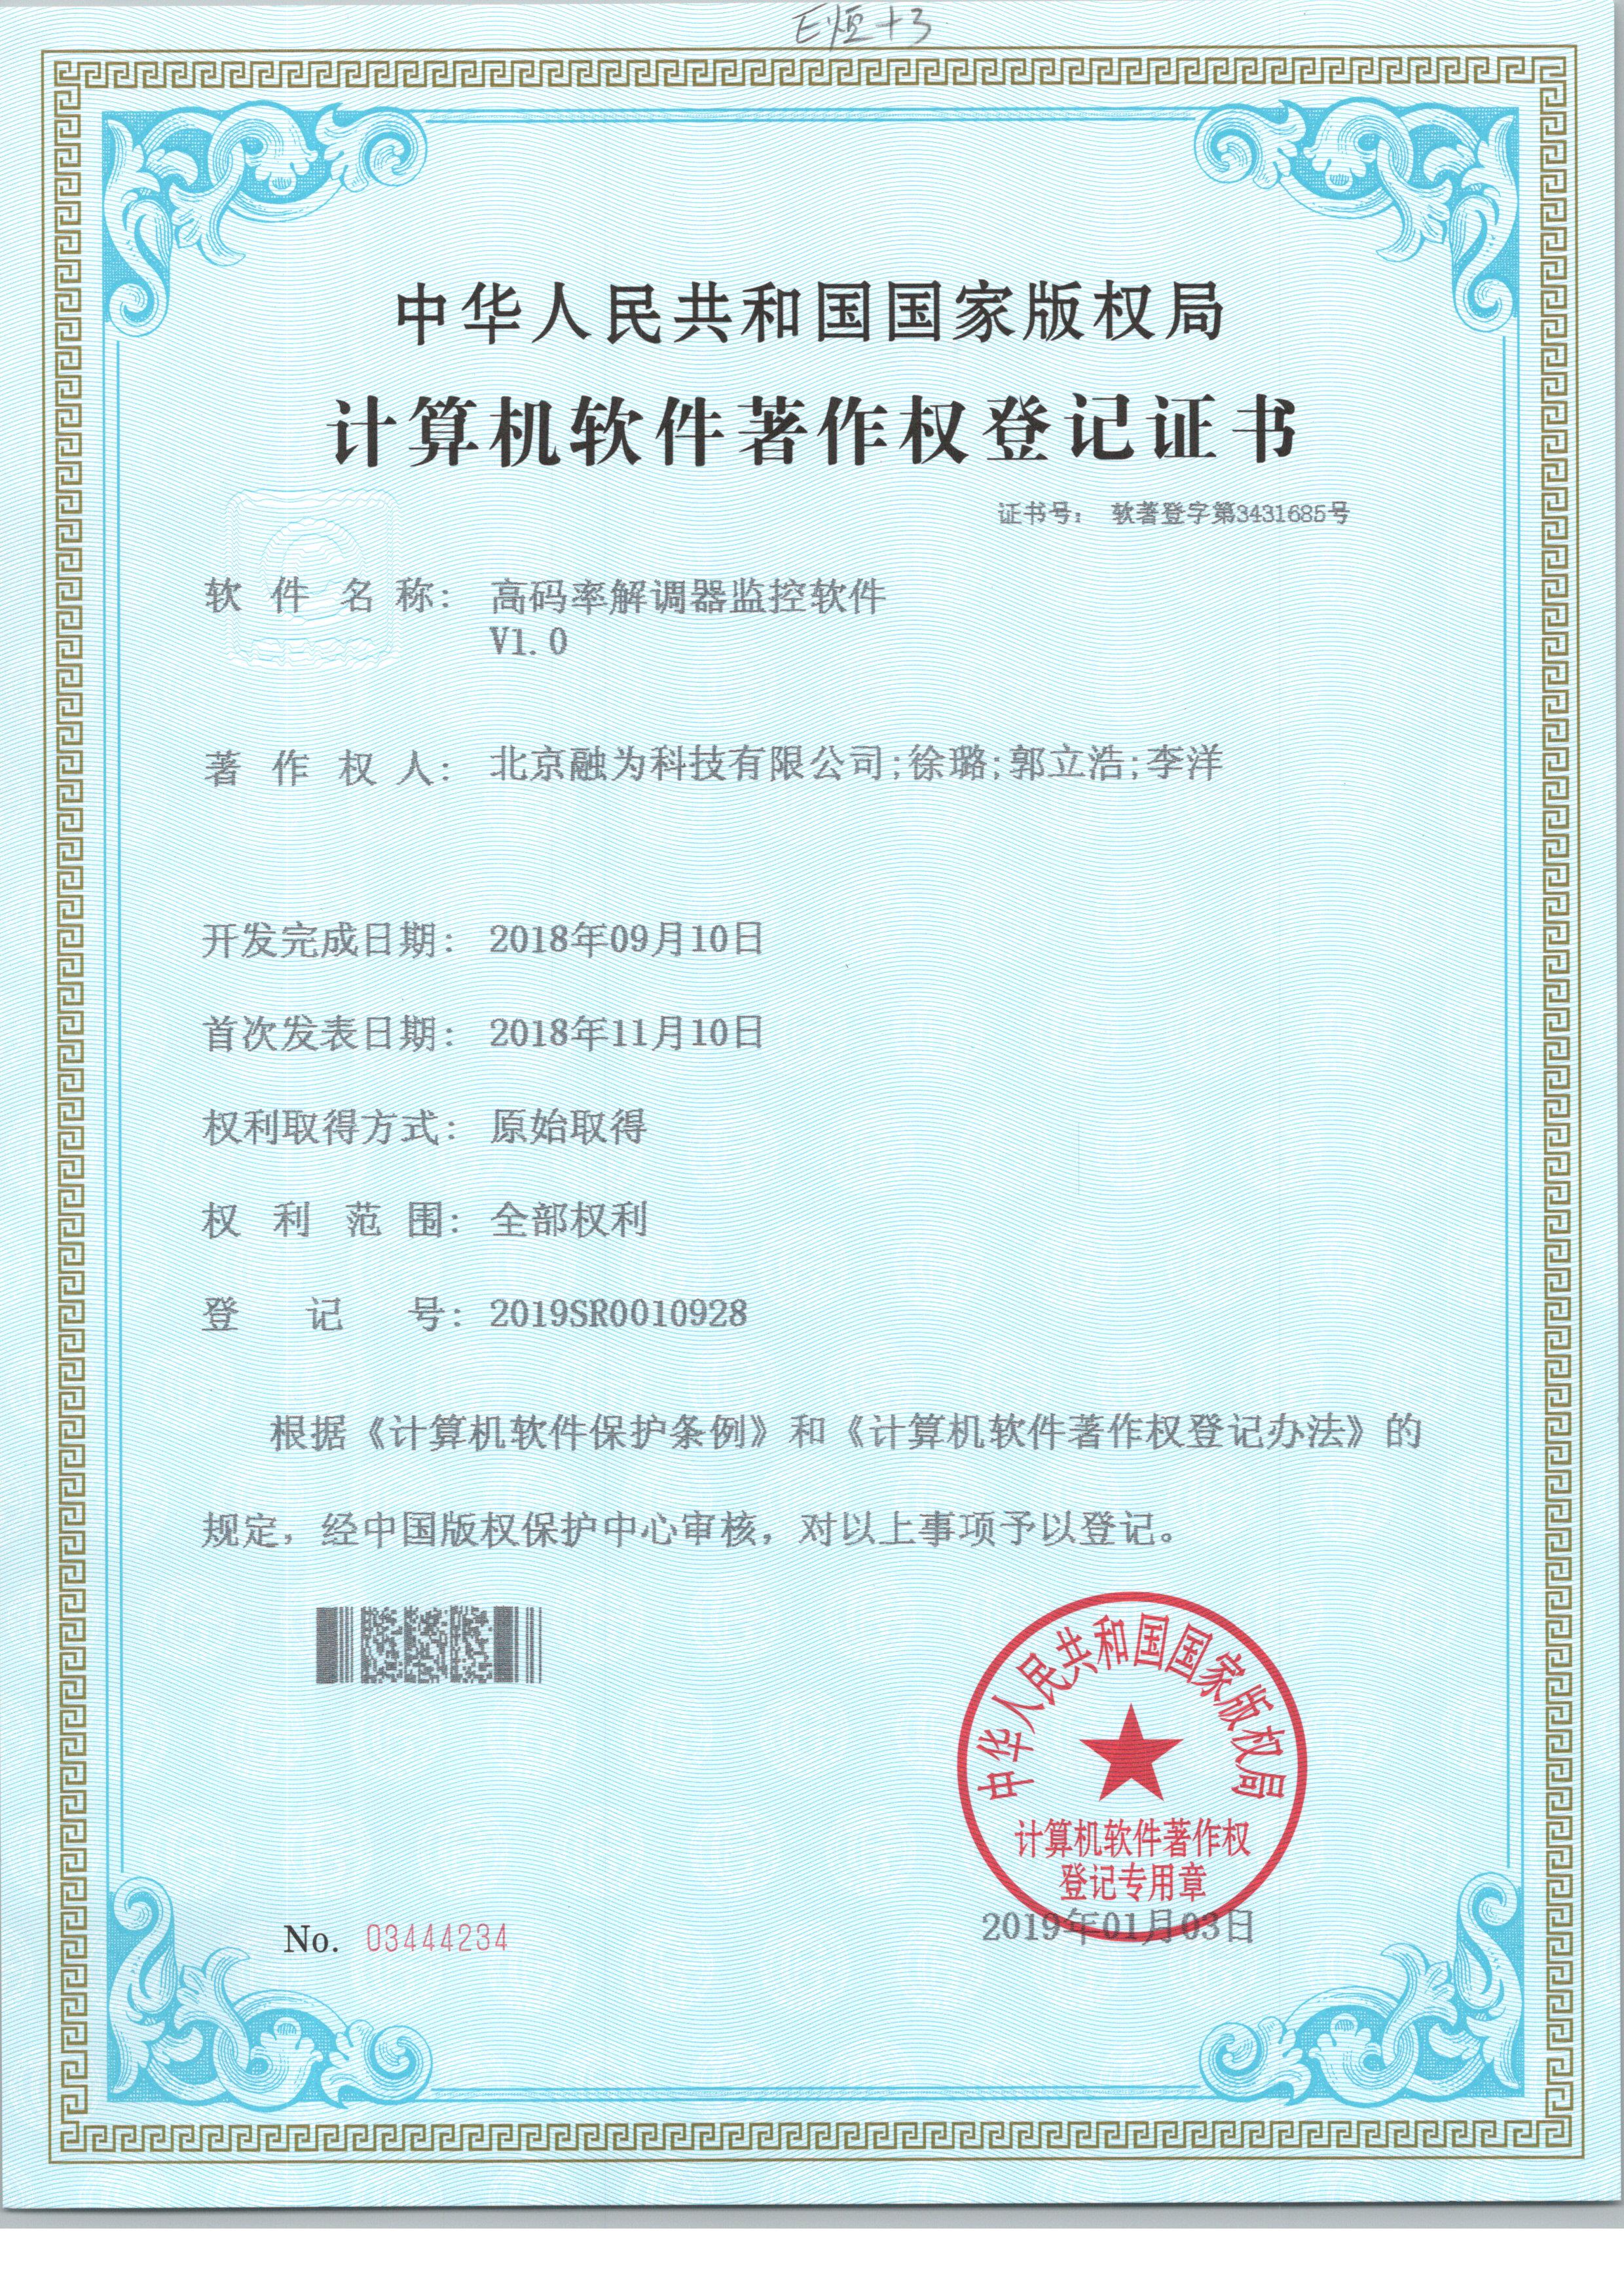 中华人民共和国国家版权局
计算机软件著作权登记证书
证书号： 软著登字第3431685号
软件名称： 高码率解调器监控软件
V1.0
著作权人： 北京融为科技有限公司;徐璐;郭立浩;李洋
开发完成日期： 2018年09月10日
首次发表日期： 2018年11月10日
权利取得方式： 原始取得
权利范围： 全部权利
登记号： 2019SR0010928
根据《计算机软件保护条例》和《计算机软件著作权登记办法》的
规定，经中国版权保护中心审核，对以上事项予以登记。
中华人民共和国国家版权局
计算机软件著作权
登记专用章
2019年01月03日
No. 03444234